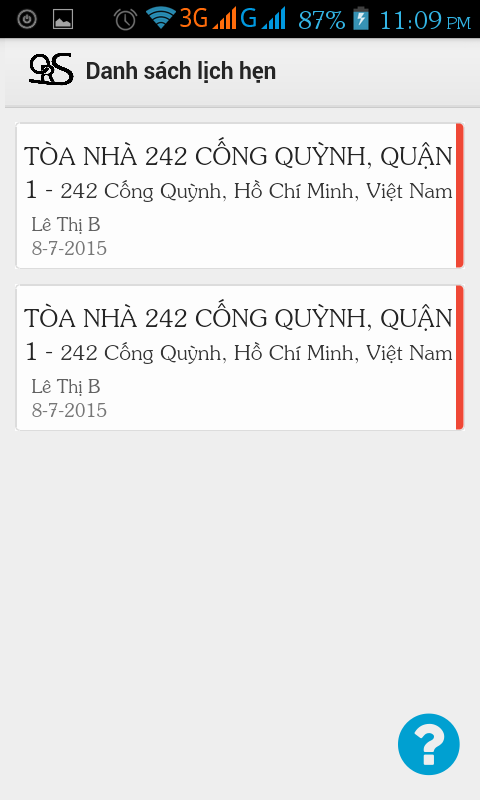 3G G 87% 11:09 PM
ORS Danh sách lịch hẹn
TÒA NHÀ 242 CỐNG QUỲNH, QUẬN
1 - 242 Cống Quỳnh, Hồ Chí Minh, Việt Nam
Lê Thị B
8-7-2015
TÒA NHÀ 242 CỐNG QUỲNH, QUẬN
1 - 242 Cống Quỳnh, Hồ Chí Minh, Việt Nam
Lê Thị B
8-7-2015
?